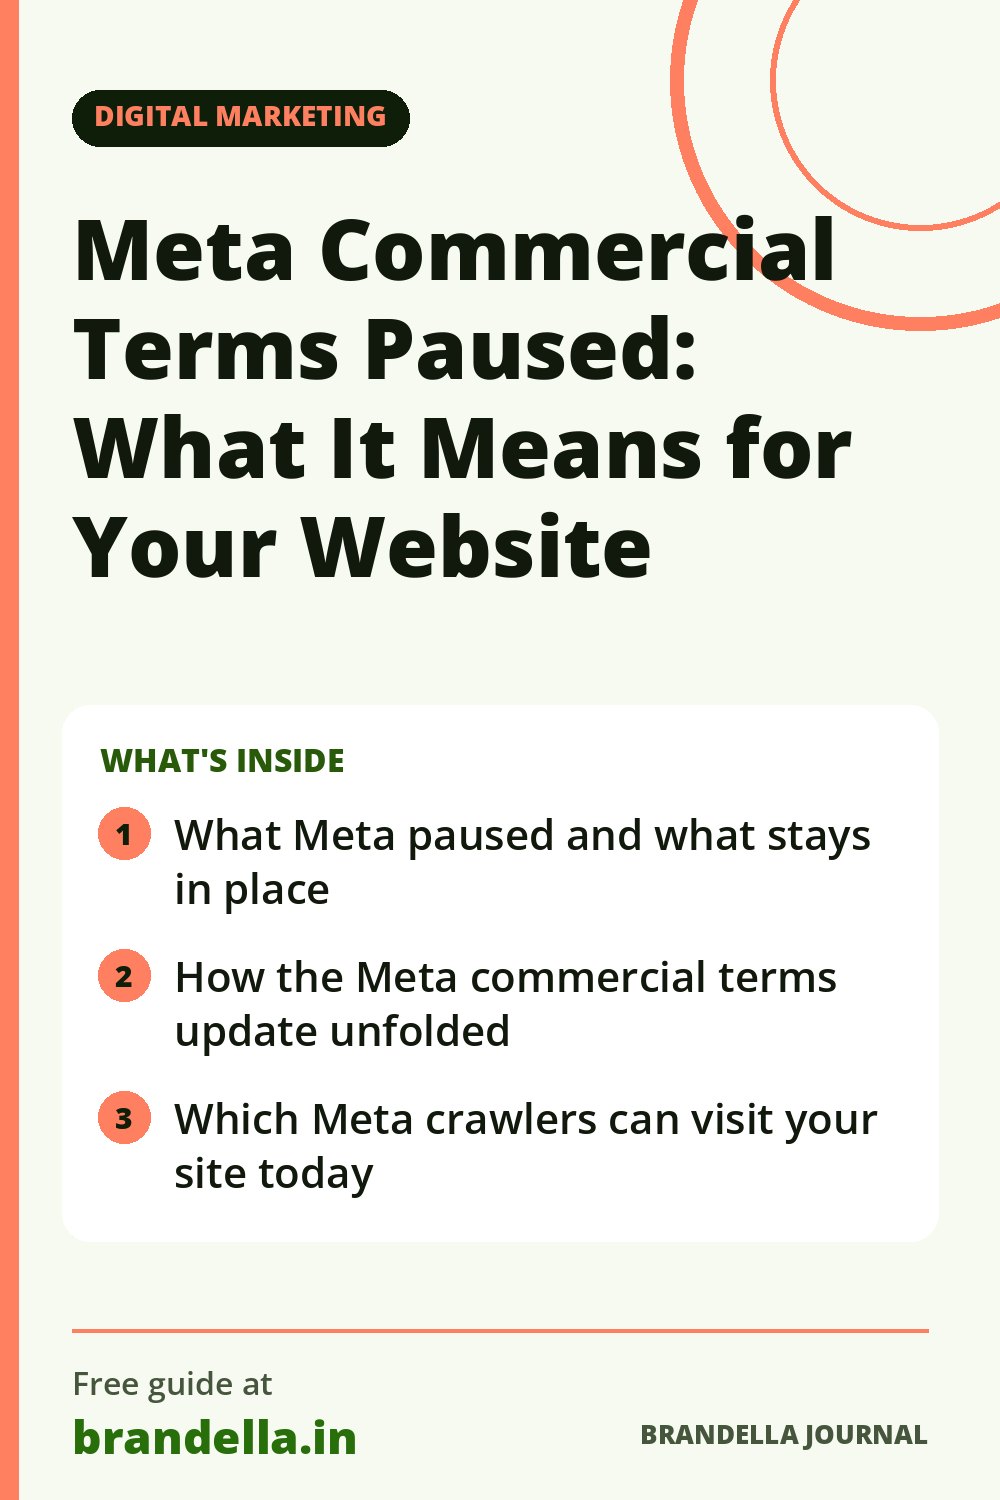 DIGITAL MARKETING
Meta Commercial
Terms Paused:
What It Means for
Your Website
WHAT'S INSIDE
1 What Meta paused and what stays
in place
2 How the Meta commercial terms
update unfolded
3 Which Meta crawlers can visit your
site today
Free guide at
brandella.in
BRANDELLA JOURNAL